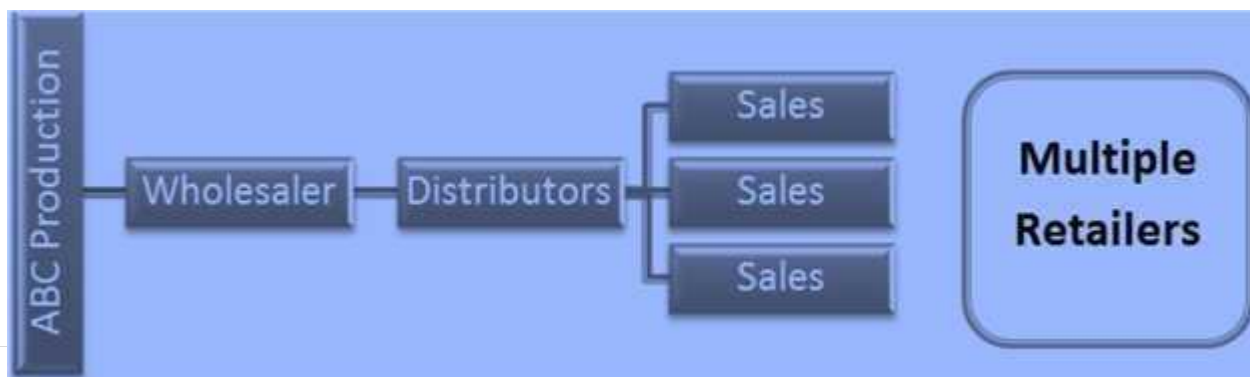 ABC Production
Wholesaler
Distributors
Sales
Sales
Sales
Multiple
Retailers